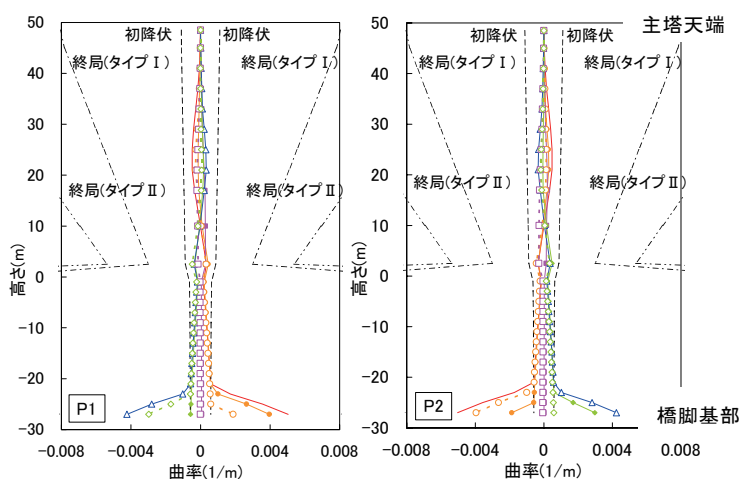 主塔天端
50
40
30
20
10
0
-10
-20
-30
高さ(m)
初降伏
初降伏
終局(タイプⅠ)
終局(タイプⅠ)
終局(タイプⅡ)
終局(タイプⅡ)
P1
-0.008
-0.004
0
0.004
0.008
曲率(1/m)
50
40
30
20
10
0
-10
-20
-30
高さ(m)
初降伏
初降伏
終局(タイプⅠ)
終局(タイプⅠ)
終局(タイプⅡ)
終局(タイプⅡ)
P2
橋脚基部
-0.008
-0.004
0
0.004
0.008
曲率(1/m)